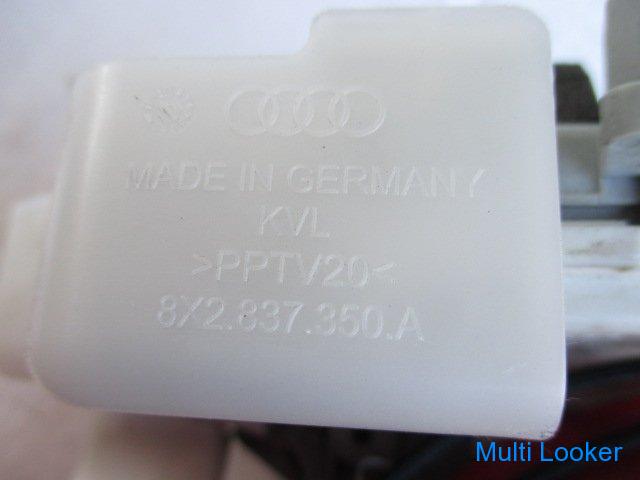 MADE IN GERMANY
KVL
>PPTV20<
8X2.837.350.A
Multi Looker